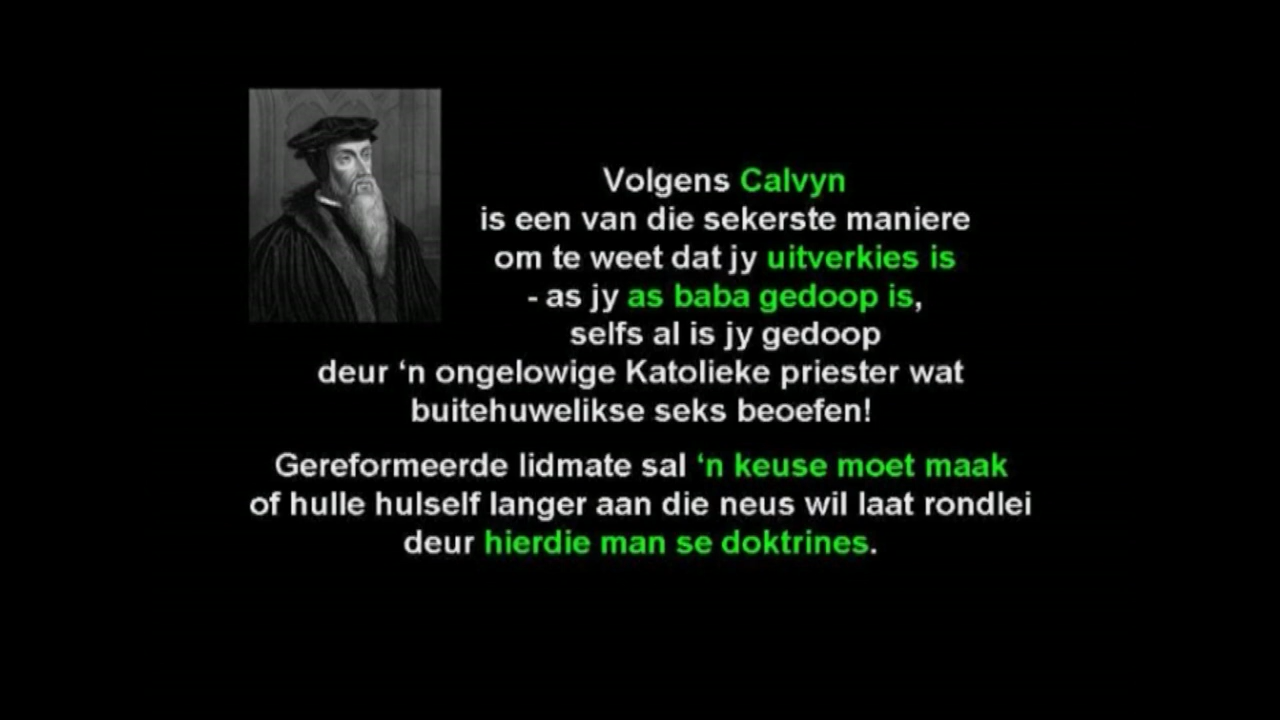 Volgens Calvyn
is een van die sekerste maniere
om te weet dat jy uitverkies is
- as jy as baba gedoop is,
selfs al is jy gedoop
deur ‘n ongelowige Katolieke priester wat
buitehuwelikse seks beoefen!
Gereformeerde lidmate sal ‘n keuse moet maak
of hulle hulself langer aan die neus wil laat rondlei
deur hierdie man se doktrines.